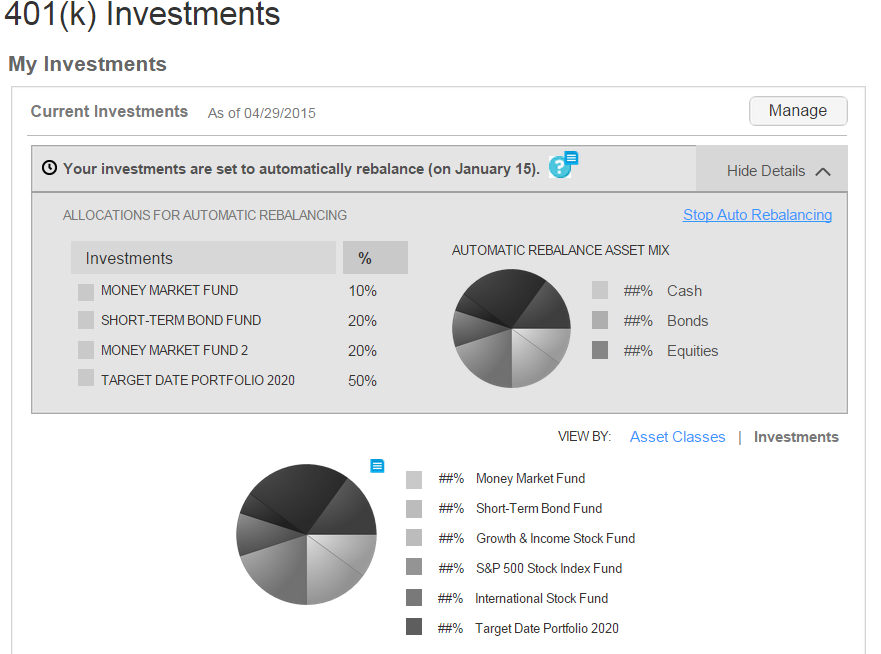 401(k) Investments
My Investments
Current Investments As of 04/29/2015 Manage
Your investments are set to automatically rebalance (on January 15). ? Hide Details
ALLOCATIONS FOR AUTOMATIC REBALANCING Stop Auto Rebalancing
Investments %
MONEY MARKET FUND 10%
SHORT-TERM BOND FUND 20%
MONEY MARKET FUND 2 20%
TARGET DATE PORTFOLIO 2020 50%
AUTOMATIC REBALANCE ASSET MIX
##% Cash
##% Bonds
##% Equities
VIEW BY: Asset Classes | Investments
##% Money Market Fund
##% Short-Term Bond Fund
##% Growth & Income Stock Fund
##% S&P 500 Stock Index Fund
##% International Stock Fund
##% Target Date Portfolio 2020